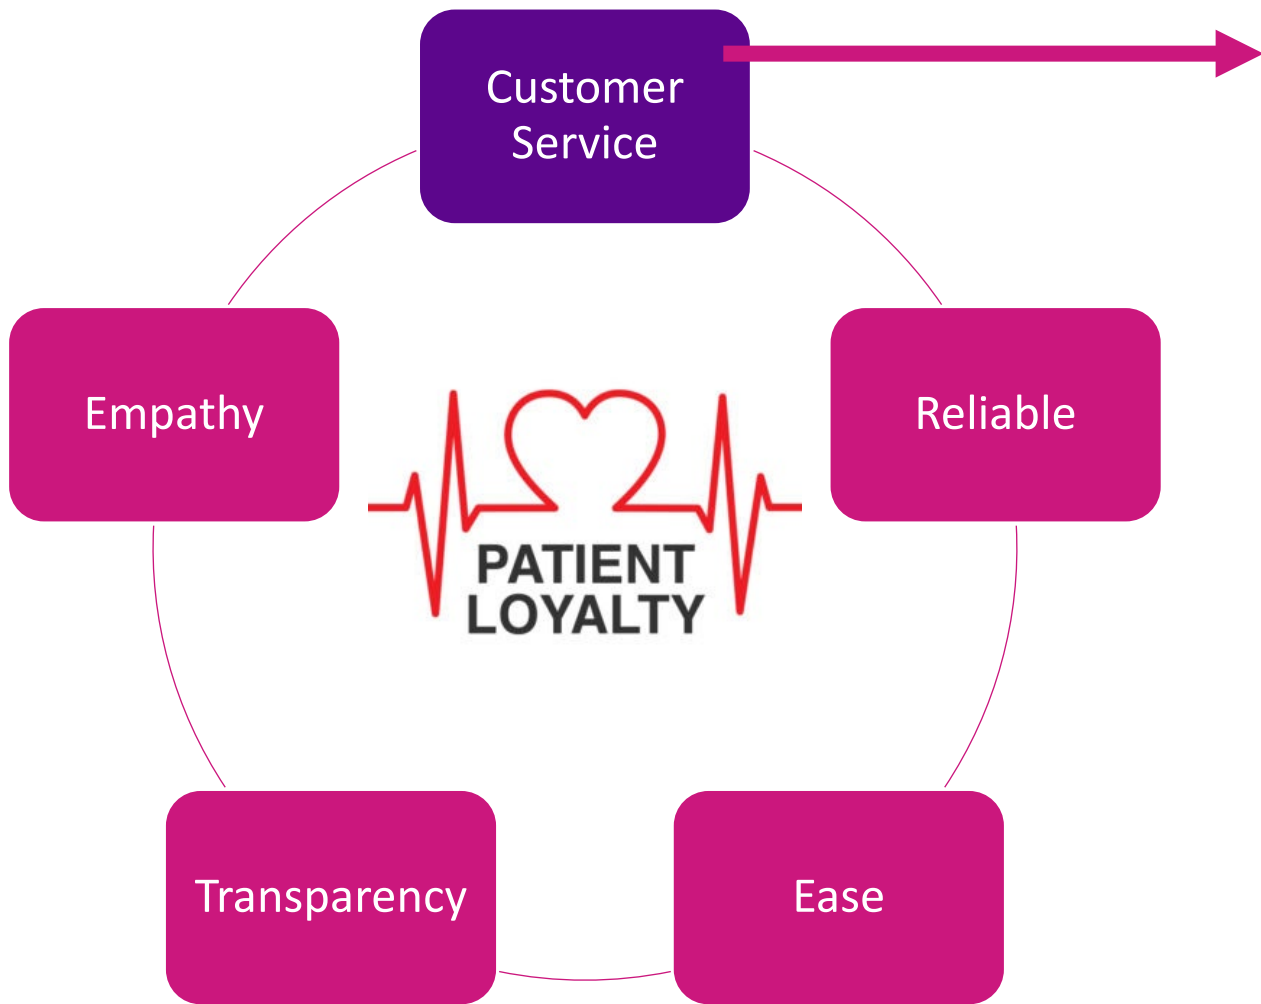 Customer
Service
Empathy
Reliable
PATIENT
LOYALTY
Transparency
Ease